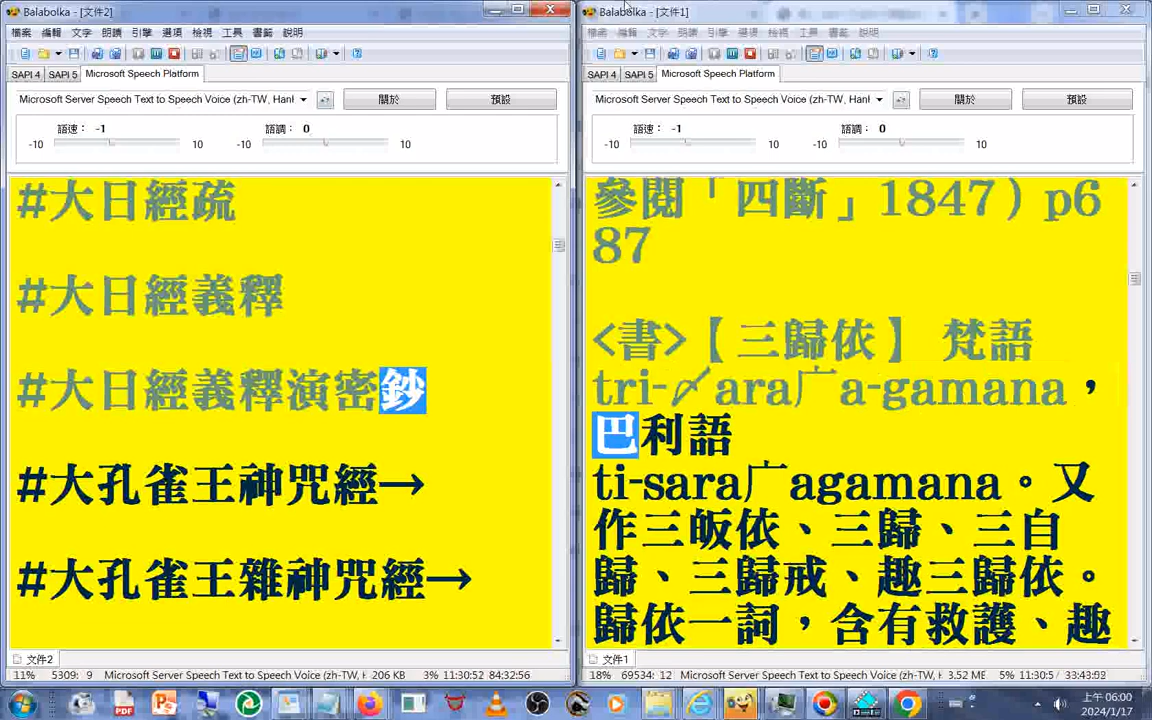 Balabolka - [文件2]
檔案 編輯 文字 朗讀 引擎 選項 檢視 工具 書籤 說明
SAPI 4 SAPI 5 Microsoft Speech Platform
Microsoft Server Speech Text to Speech Voice (zh-TW, Hanl
關於 預設
語速： -1 語調： 0
-10 10 -10 10
#大日經疏
#大日經義釋
#大日經義釋演密鈔
#大孔雀王神咒經→
#大孔雀王雜神咒經→
文件2
11% 5309: 9 Microsoft Server Speech Text to Speech Voice (zh-TW, H 206 KB 3% 11:30:52 84:32:56
Balabolka - [文件1]
檔案 編輯 文字 朗讀 引擎 選項 檢視 工具 書籤 說明
SAPI 4 SAPI 5 Microsoft Speech Platform
Microsoft Server Speech Text to Speech Voice (zh-TW, Hanl
關於 預設
語速： -1 語調： 0
-10 10 -10 10
參閱「四斷」1847）p6
87
<書>【三歸依】 梵語
tri-〆ara广a-gamana，
巴利語
ti-sara广agamana。又
作三皈依、三歸、三自
歸、三歸戒、趣三歸依。
歸依一詞，含有救護、趣
文件1
18% 69534: 12 Microsoft Server Speech Text to Speech Voice (zh-TW, H 3.52 MB 5% 11:30:5
上午 06:00
2024/1/17